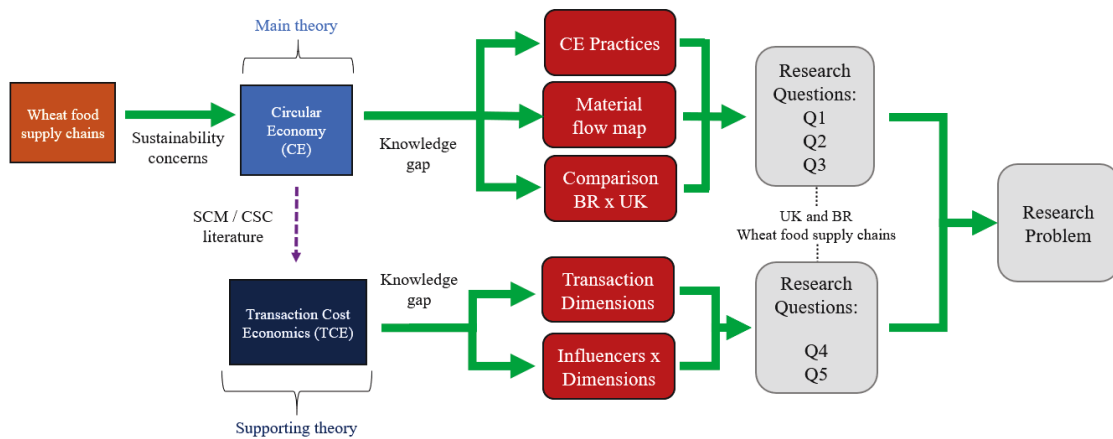 Main theory
Wheat food
supply chains
Sustainability
concerns
Circular
Economy
(CE)
Knowledge
gap
CE Practices
Material
flow map
Comparison
BR x UK
Research
Questions:
Q1
Q2
Q3
SCM / CSC
literature
UK and BR
Wheat food supply chains
Research
Problem
Transaction Cost
Economics (TCE)
Knowledge
gap
Transaction
Dimensions
Influencers x
Dimensions
Research
Questions:
Q4
Q5
Supporting theory